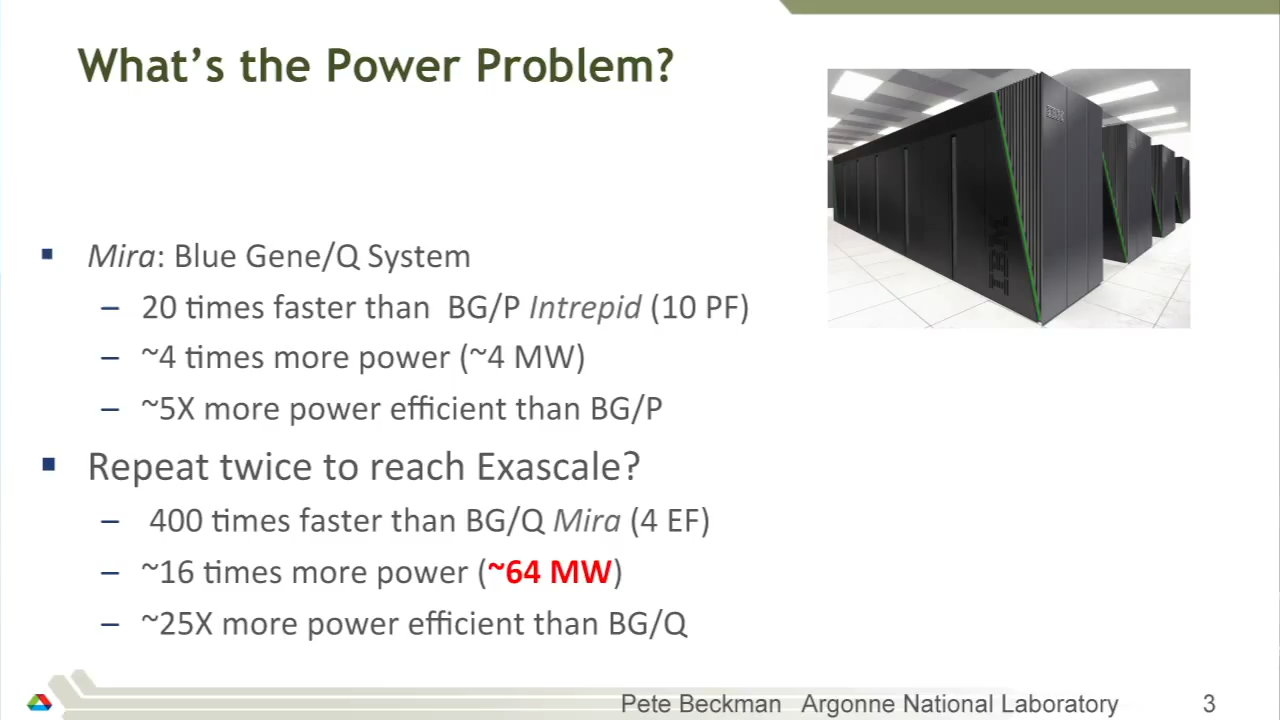 What's the Power Problem?
IBM
IBM
▪ Mira: Blue Gene/Q System
– 20 times faster than BG/P Intrepid (10 PF)
– ~4 times more power (~4 MW)
– ~5X more power efficient than BG/P
▪ Repeat twice to reach Exascale?
– 400 times faster than BG/Q Mira (4 EF)
– ~16 times more power (~64 MW)
– ~25X more power efficient than BG/Q
Pete Beckman Argonne National Laboratory 3